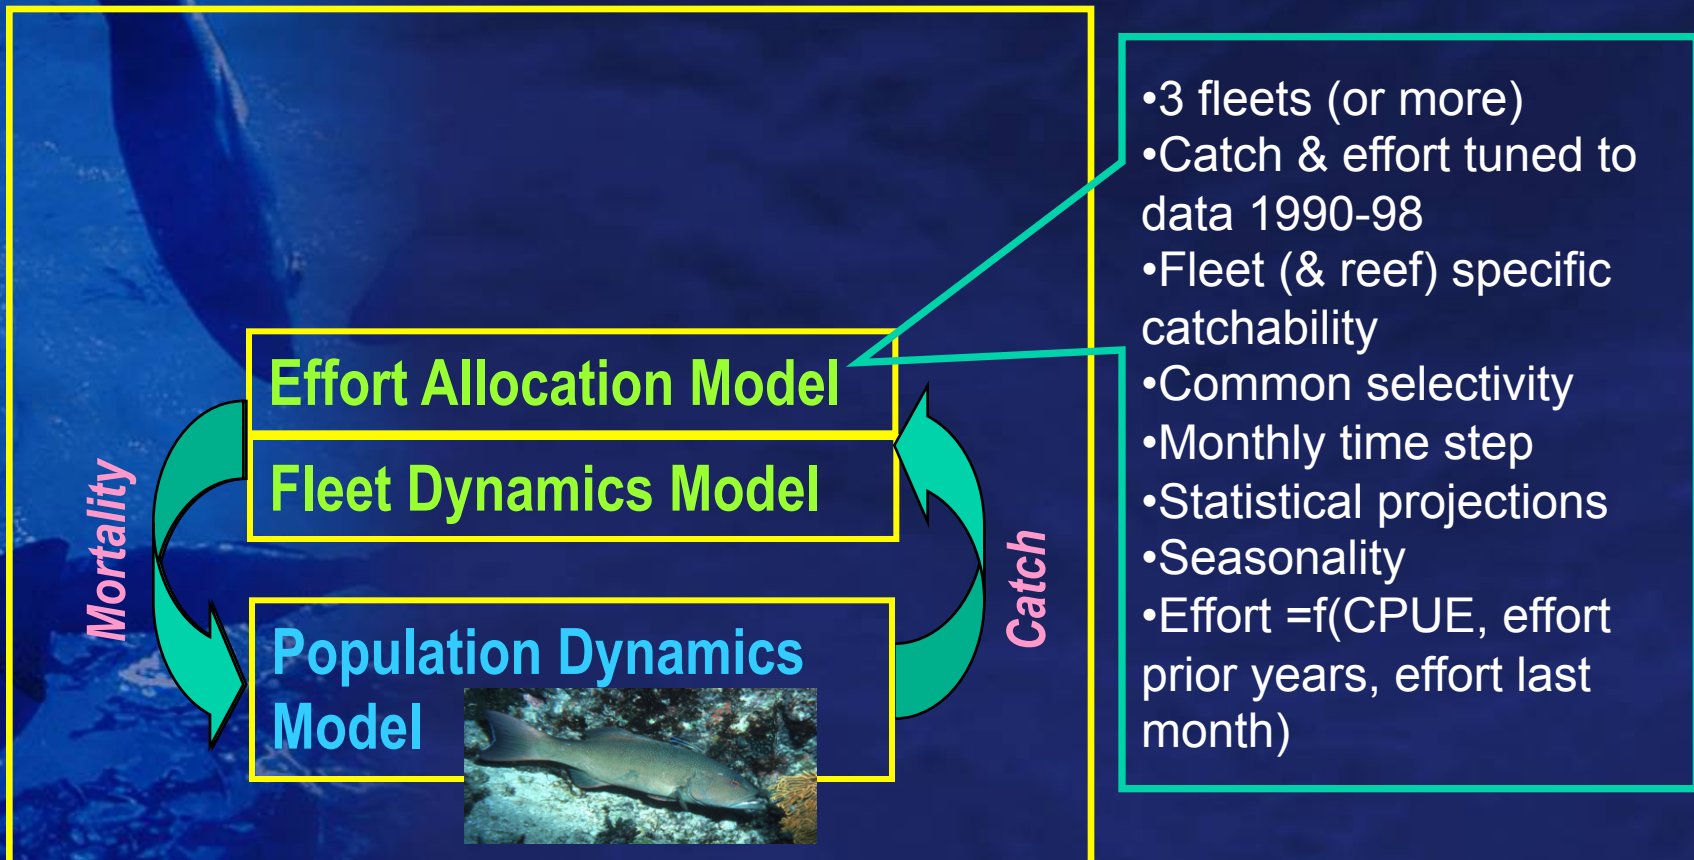 Effort Allocation Model
Fleet Dynamics Model
Mortality
Catch
Population Dynamics
Model
•3 fleets (or more)
•Catch & effort tuned to
data 1990-98
•Fleet (& reef) specific
catchability
•Common selectivity
•Monthly time step
•Statistical projections
•Seasonality
•Effort =f(CPUE, effort
prior years, effort last
month)